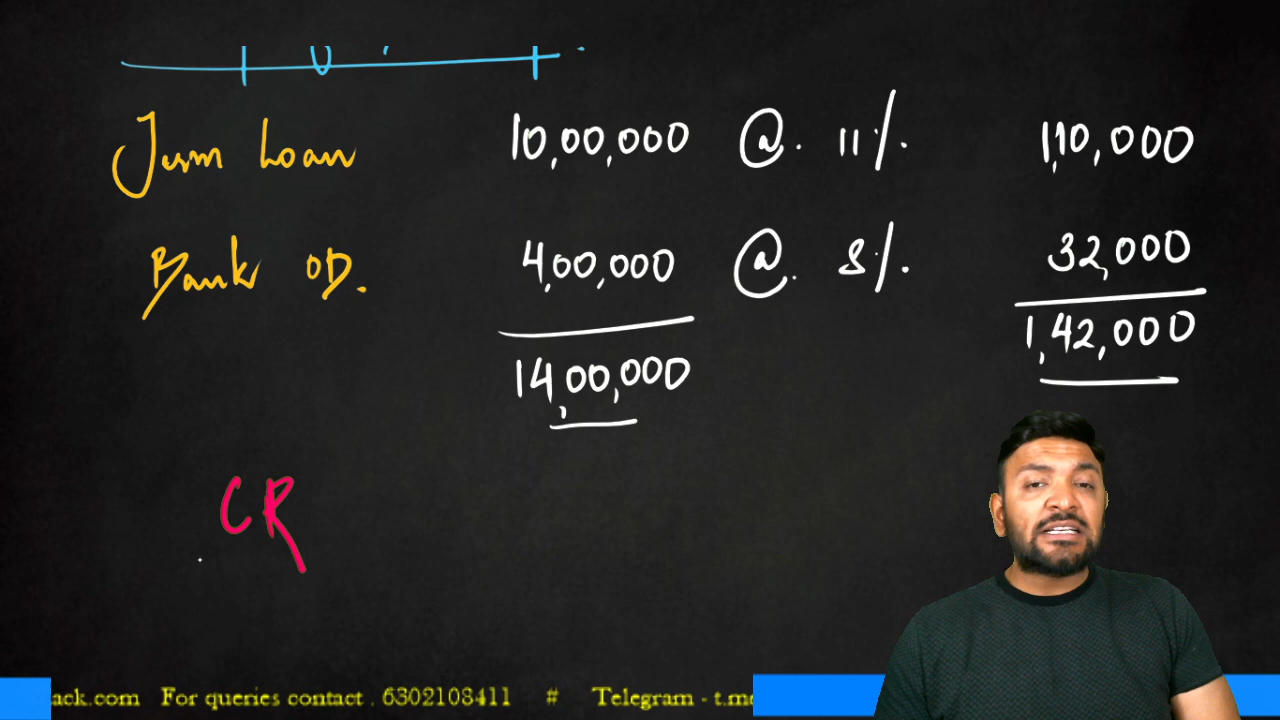 Term Loan 10,00,000 @. 11%. 1,10,000
Bank OD. 4,00,000 @. 8%. 32,000
14,00,000 1,42,000
CR
ack.com For queries contact . 6302108411 # Telegram - t.me